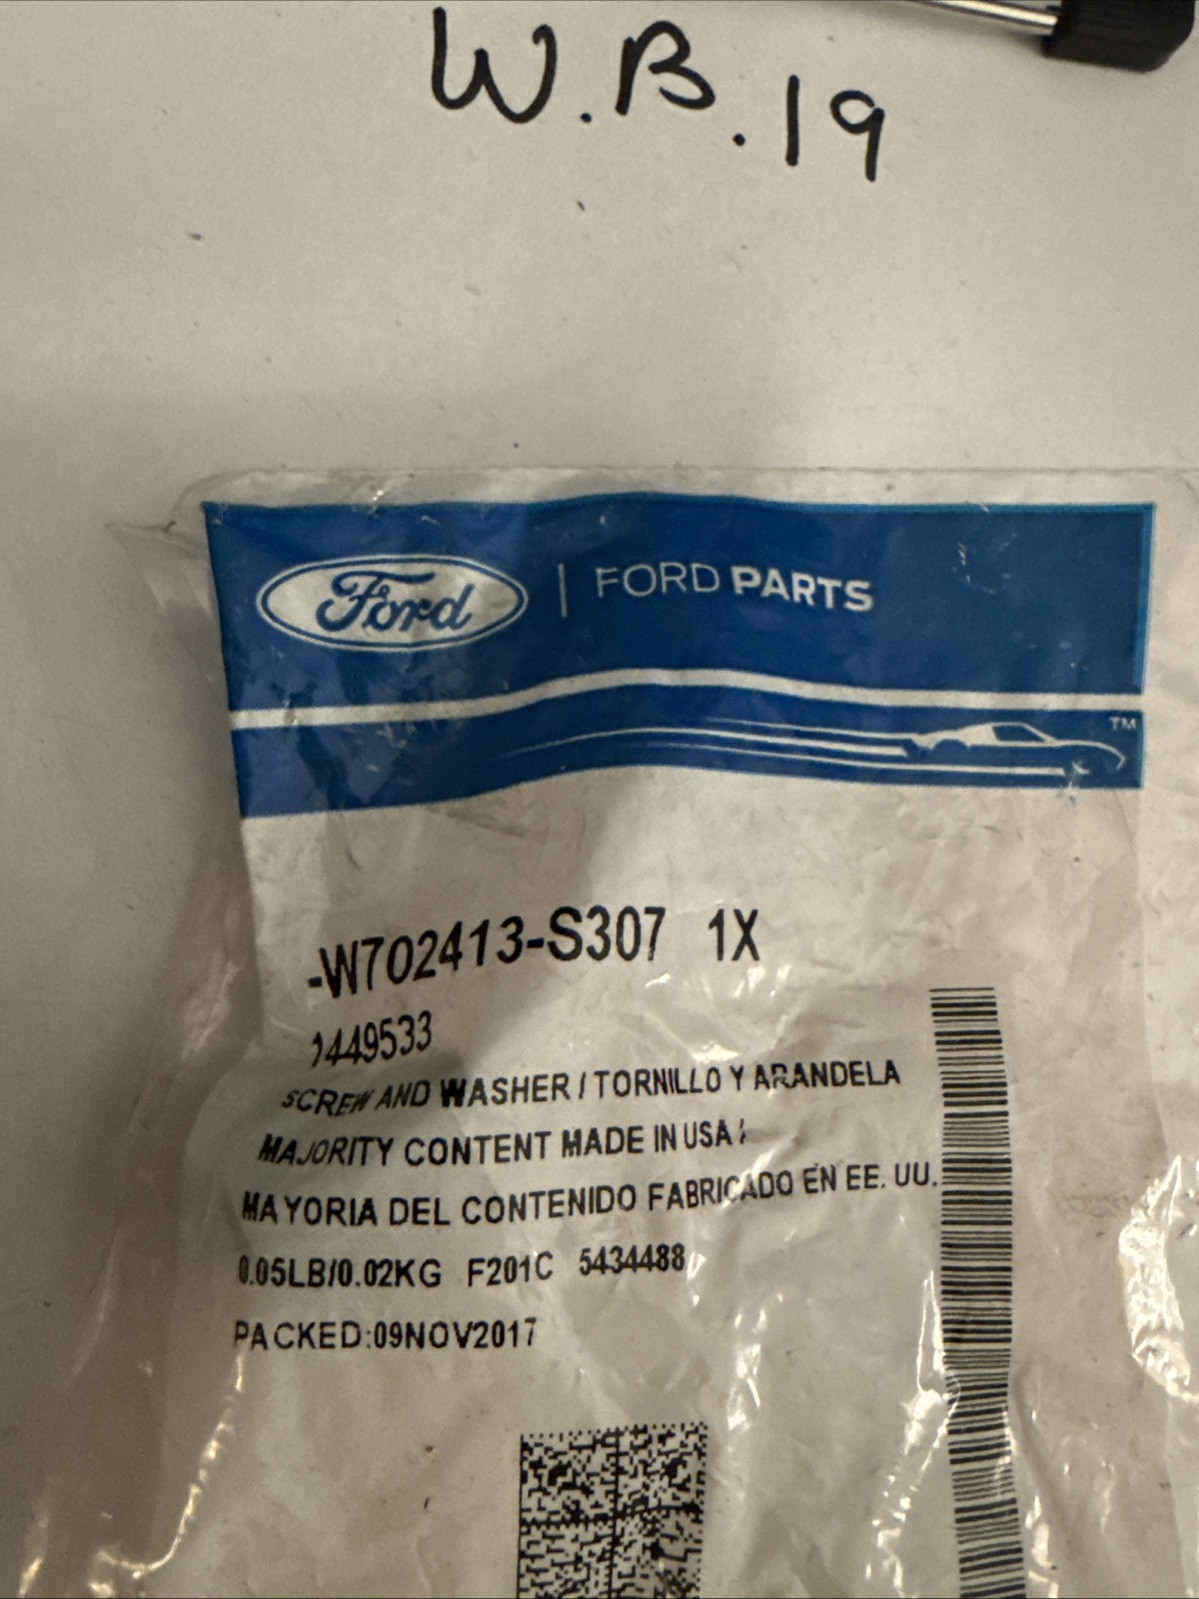 W.B.19
Ford | FORD PARTS
TM
-W702413-S307 1X
1449533
SCREW AND WASHER / TORNILLO Y ARANDELA
MAJORITY CONTENT MADE IN USA /
MAYORIA DEL CONTENIDO FABRICADO EN EE. UU.
0.05LB/0.02KG F201C 5434488
PACKED:09NOV2017